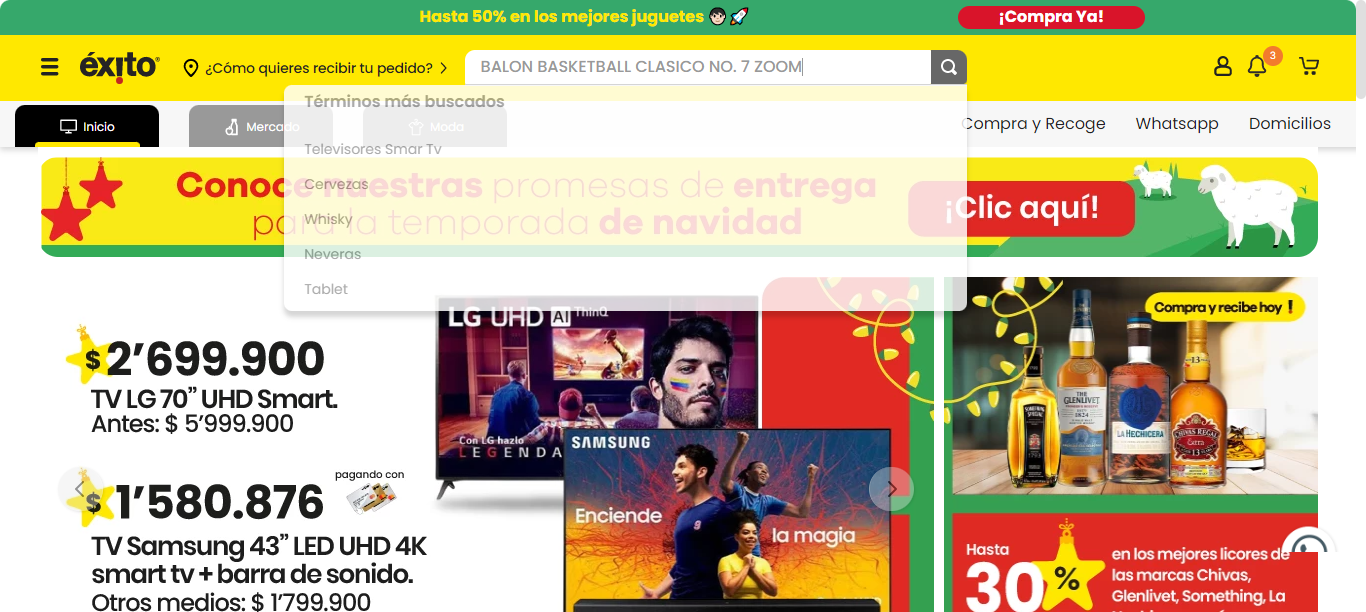 Hasta 50% en los mejores juguetes
¡Compra Ya!
éxito
¿Cómo quieres recibir tu pedido?
BALON BASKETBALL CLASICO NO. 7 ZOOM
3
Términos más buscados
Televisores Smar Tv
Cervezas
Whisky
Neveras
Tablet
Inicio
Mercado
Moda
Compra y Recoge
Whatsapp
Domicilios
Conoce nuestras promesas de entrega
para la temporada de navidad
¡Clic aquí!
$2’699.900
TV LG 70” UHD Smart.
Antes: $ 5’999.900
$1’580.876
pagando con
TV Samsung 43” LED UHD 4K
smart tv + barra de sonido.
Otros medios: $ 1’799.900
LG UHD AI ThinQ
Con LG hazlo
LEGENDA
SAMSUNG
Enciende
la magia
Compra y recibe hoy !
THE
GLENLIVET
SOMETHING
SPECIAL
LA HECHICERA
13
CHIVAS REGAL
Extra
13
Hasta
30%
en los mejores licores de
las marcas Chivas,
Glenlivet, Something, La